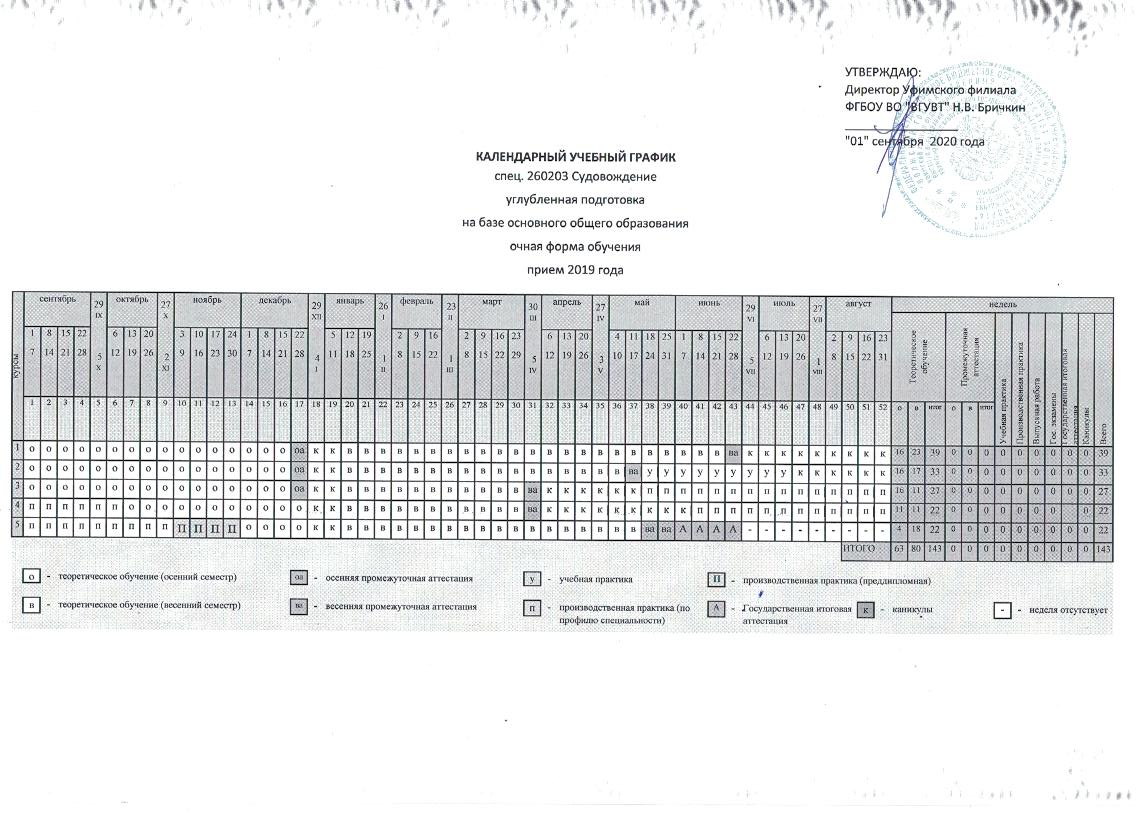 УТВЕРЖДАЮ:
Директор Уфимского филиала
ФГБОУ ВО "ВГУВТ" Н.В. Бричкин
"01" сентября 2020 года
КАЛЕНДАРНЫЙ УЧЕБНЫЙ ГРАФИК
спец. 260203 Судовождение
углубленная подготовка
на базе основного общего образования
очная форма обучения
прием 2019 года
курсы сентябрь 29 IX 5 X октябрь 27 X 2 XI ноябрь декабрь 29 XII 4 I январь 26 I 1 II февраль 23 II 1 III март 30 III 5 IV апрель 27 IV 3 V май июнь 29 VI 5 VII июль 27 VII 1 VIII август недель
1 8 15 22 6 13 20 3 10 17 24 1 8 15 22 5 12 19 2 9 16 2 9 16 23 6 13 20 4 11 18 25 1 8 15 22 6 13 20 2 9 16 23
7 14 21 28 12 19 26 9 16 23 30 7 14 21 28 11 18 25 8 15 22 8 15 22 29 12 19 26 10 17 24 31 7 14 21 28 12 19 26 8 15 22 31
Теоретическое обучение Промежуточная аттестация Учебная практика Производственная практика Выпускная работа Гос. экзамены Государственная итоговая аттестация Каникулы Всего
1 2 3 4 5 6 7 8 9 10 11 12 13 14 15 16 17 18 19 20 21 22 23 24 25 26 27 28 29 30 31 32 33 34 35 36 37 38 39 40 41 42 43 44 45 46 47 48 49 50 51 52 о в итог о в итог
1 о о о о о о о о о о о о о о о о оа к к в в в в в в в в в в в в в в в в в в в в в в в ва к к к к к к к к к 16 23 39 0 0 0 0 0 0 0 0 0 39
2 о о о о о о о о о о о о о о о о оа к к в в в в в в в в в в в в в в в в в ва у у у у у у у у у к к к к к к 16 17 33 0 0 0 0 0 0 0 0 0 33
3 о о о о о о о о о о о о о о о о оа к к в в в в в в в в в в в ва к к к к к к п п п п п п п п п п п п п п п 16 11 27 0 0 0 0 0 0 0 0 0 27
4 п п п п п п о о о о о о о о о о о к к в в в в в в в в в в в ва к к к к к к к к к п п п п п п п п п п п п 11 11 22 0 0 0 0 0 0 0 0 22
5 п п п п п п п п п П П П П о о о о в в в в в в в в в в в в в в в в в в в в ва ва А А А А - - - - - - - - - 4 18 22 0 0 0 0 0 0 0 0 0 22
ИТОГО 63 80 143 0 0 0 0 0 0 0 0 0 143
о - теоретическое обучение (осенний семестр) оа - осенняя промежуточная аттестация у - учебная практика П - производственная практика (преддипломная)
в - теоретическое обучение (весенний семестр) ва - весенняя промежуточная аттестация п - производственная практика (по профилю специальности) А - Государственная итоговая аттестация к - каникулы - - неделя отсутствует